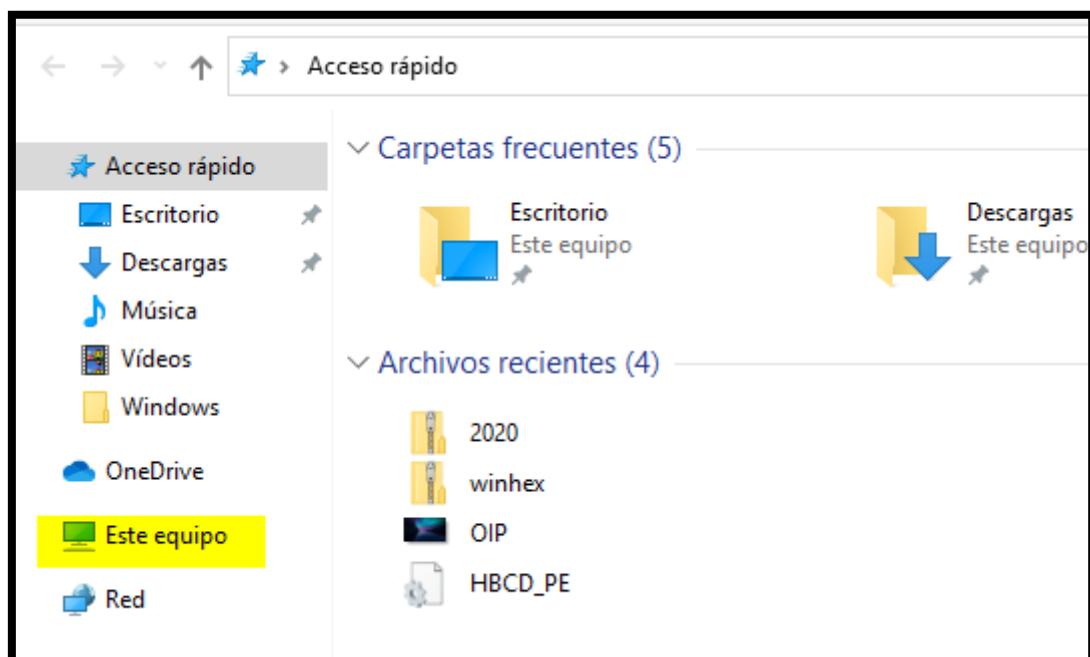 Acceso rápido
Acceso rápido
Escritorio
Descargas
Música
Vídeos
Windows
OneDrive
Este equipo
Red
Carpetas frecuentes (5)
Escritorio
Este equipo
Descargas
Este equipo
Archivos recientes (4)
2020
winhex
OIP
HBCD_PE